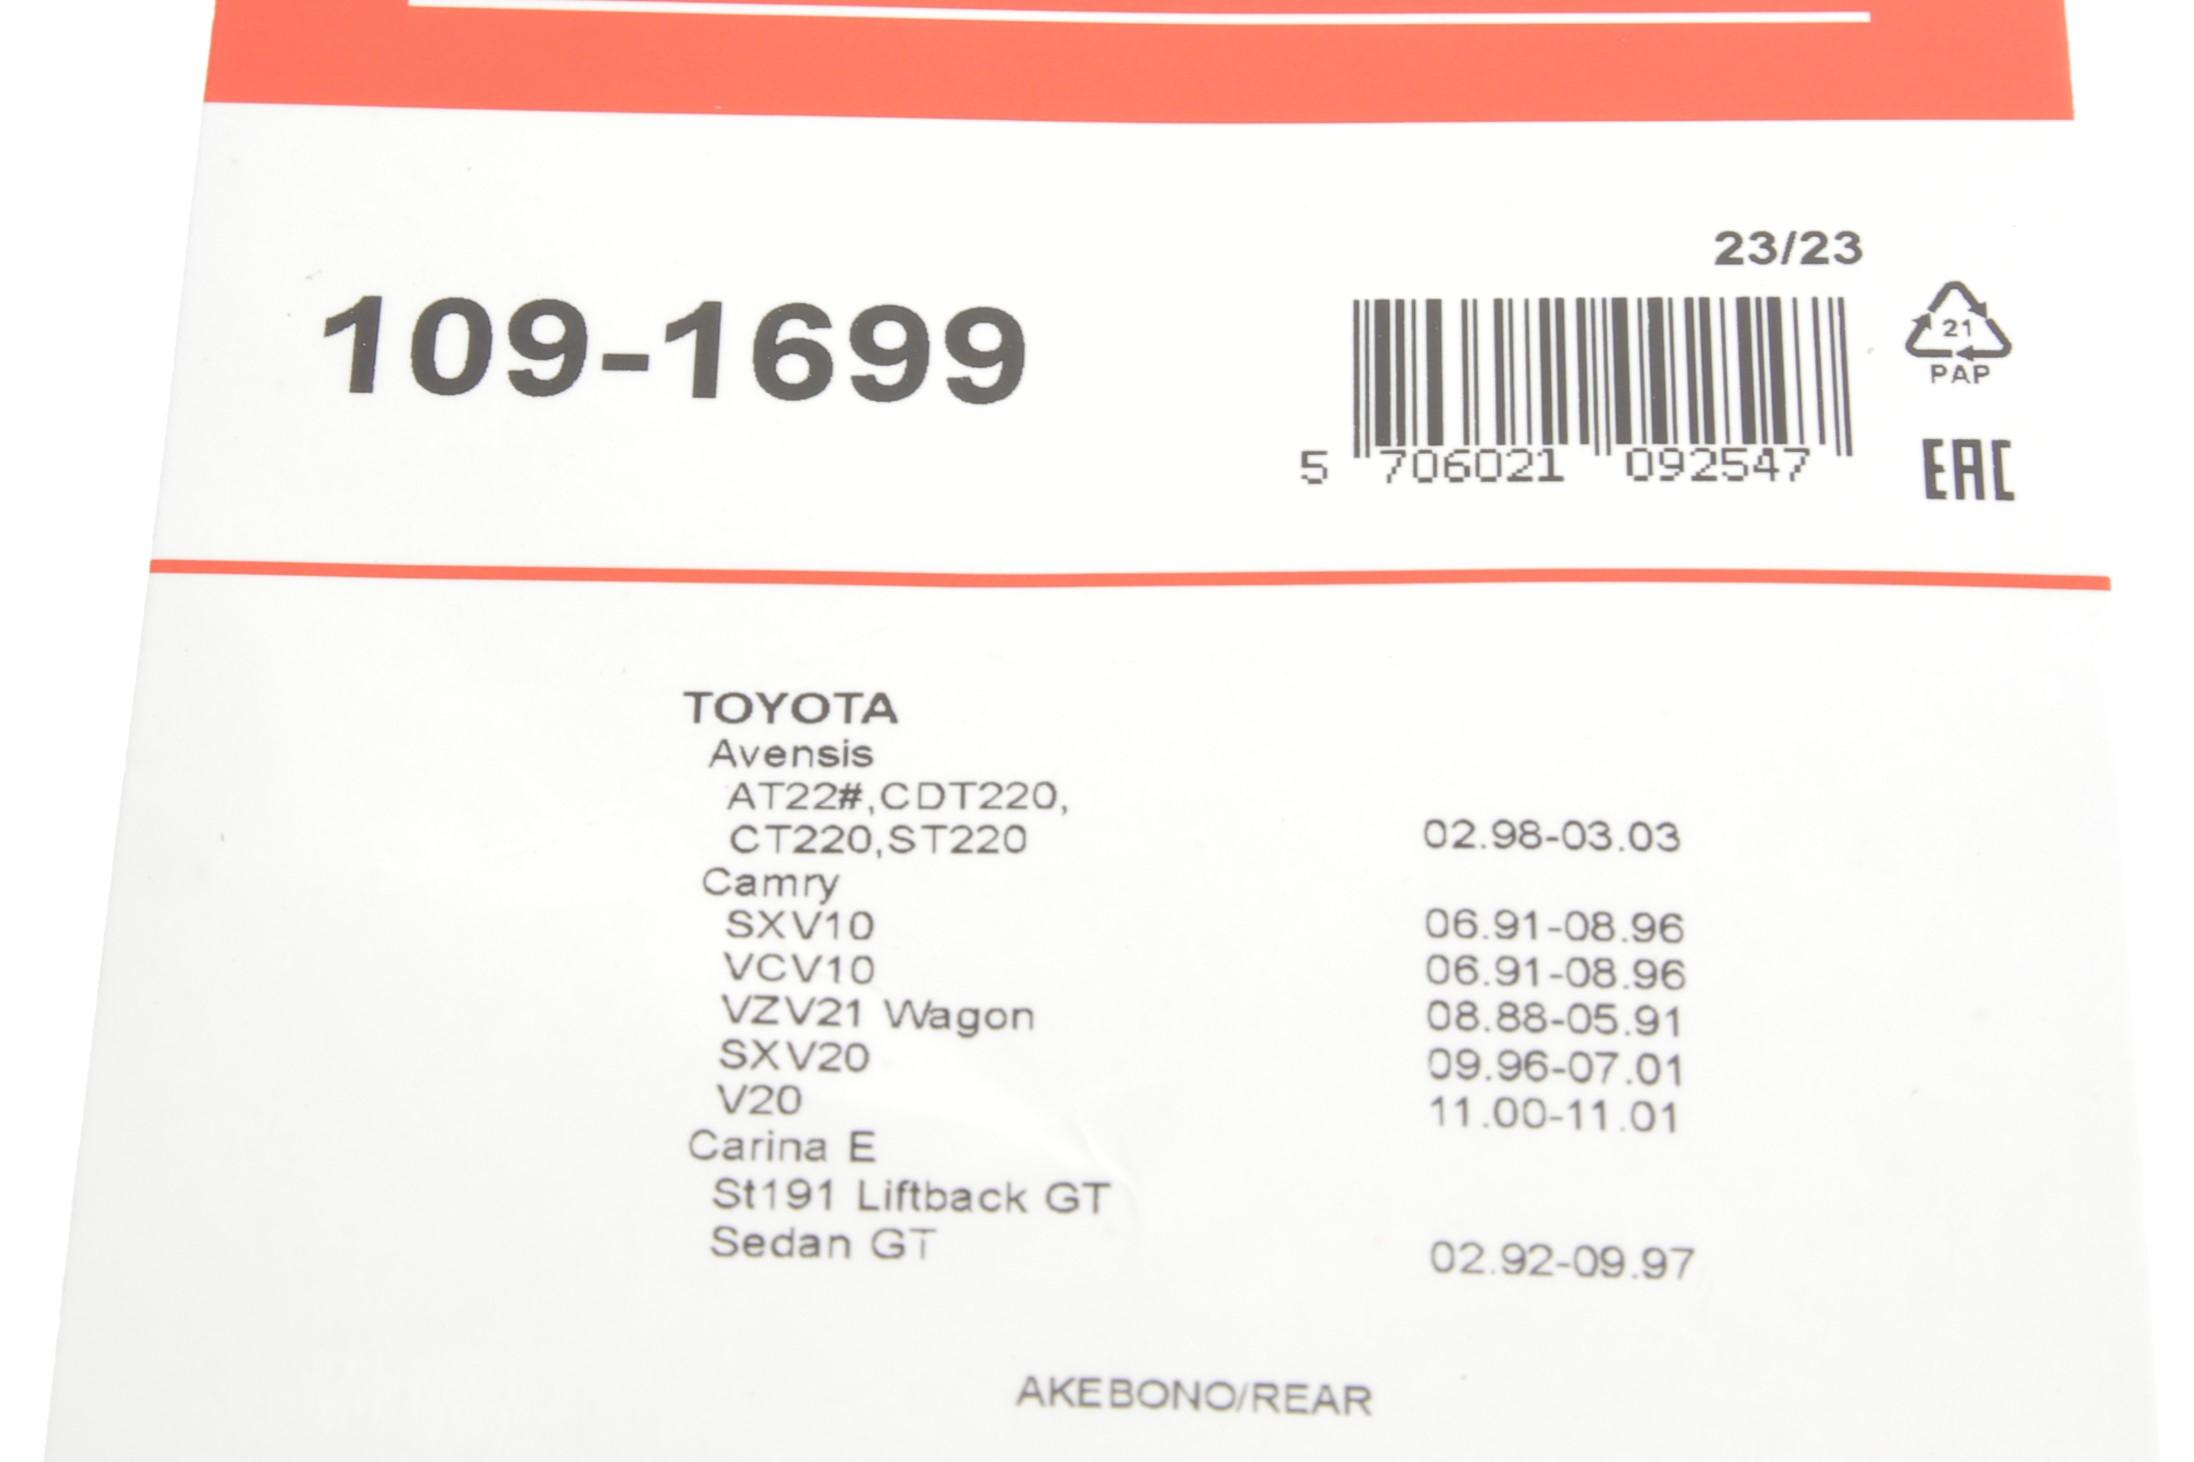 23/23
109-1699
21
PAP
5 706021 092547
EAC
TOYOTA
Avensis
AT22#,CDT220,
CT220,ST220 02.98-03.03
Camry
SXV10 06.91-08.96
VCV10 06.91-08.96
VZV21 Wagon 08.88-05.91
SXV20 09.96-07.01
V20 11.00-11.01
Carina E
St191 Liftback GT
Sedan GT 02.92-09.97
AKEBONO/REAR